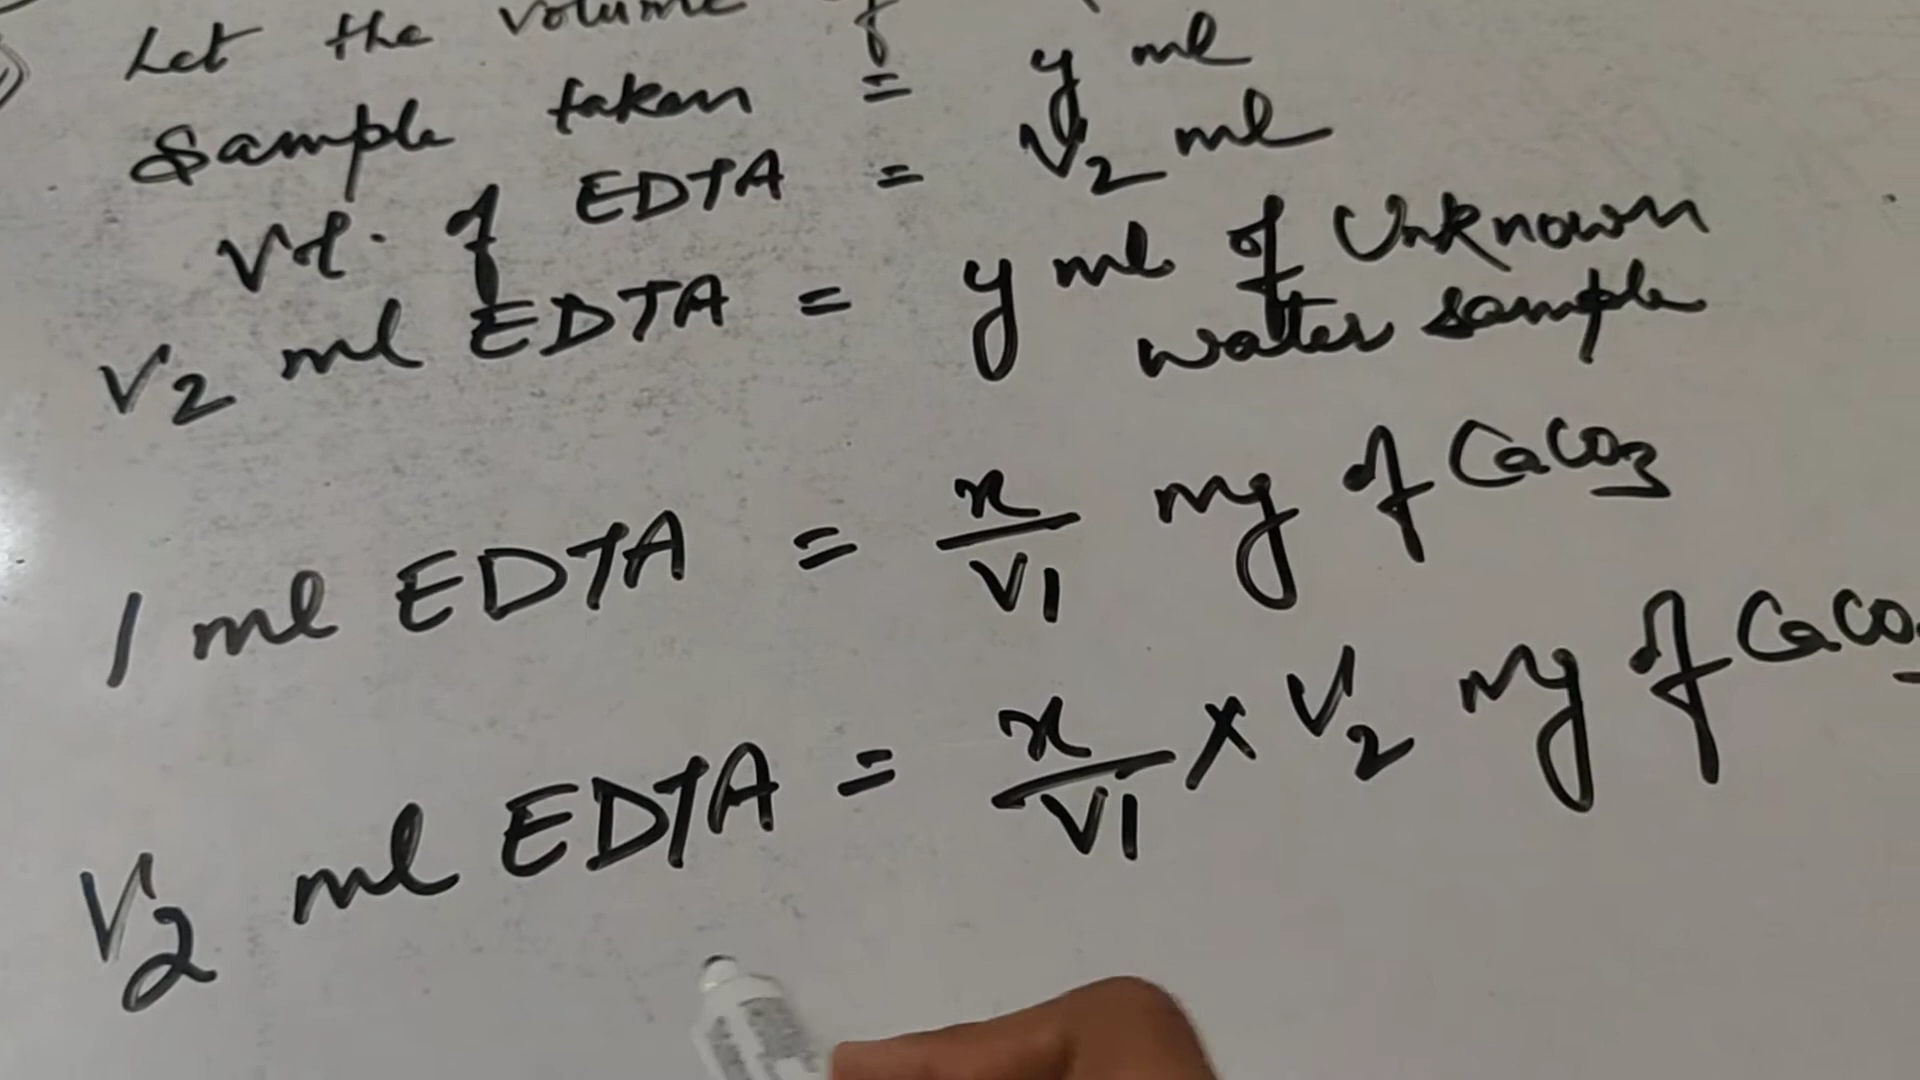 Let the volume of
Sample taken = y ml
Vol. of EDTA = V2 ml
V2 ml EDTA = y ml of Unknown
water sample
1 ml EDTA = x/V1 mg of CaCO3
V2 ml EDTA = x/V1 × V2 mg of CaCO3